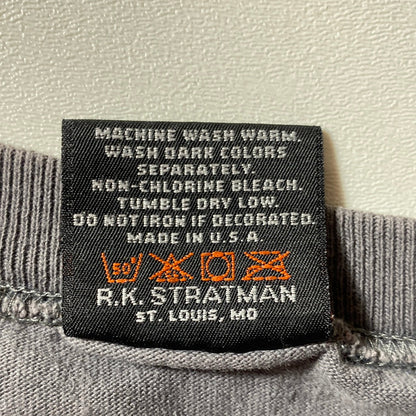 MACHINE WASH WARM.
WASH DARK COLORS
SEPARATELY.
NON-CHLORINE BLEACH.
TUMBLE DRY LOW.
DO NOT IRON IF DECORATED.
MADE IN U.S.A.
50°
R.K. STRATMAN
ST. LOUIS, MO